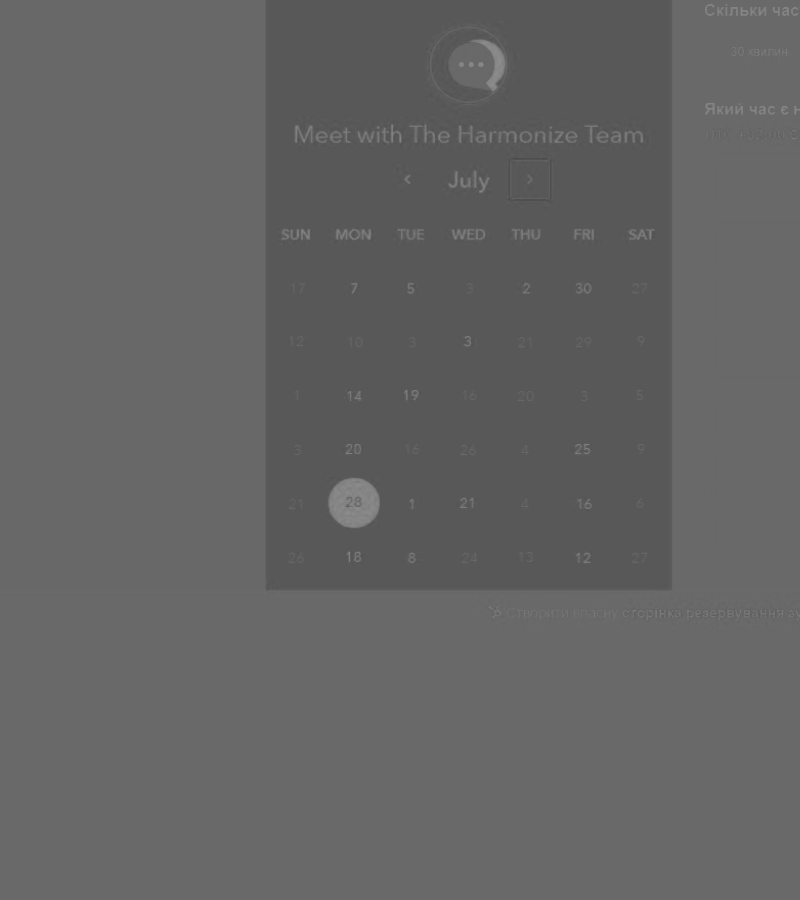 Скільки час
30 хвилин
Meet with The Harmonize Team
Який час є н
July
SUN MON TUE WED THU FRI SAT
17 7 5 3 2 30 27
12 10 3 3 21 29 9
1 14 19 16 20 3 5
3 20 16 26 4 25 9
21 28 1 21 4 16 6
26 18 8 24 13 12 27
Створити власну сторінка резервування зу